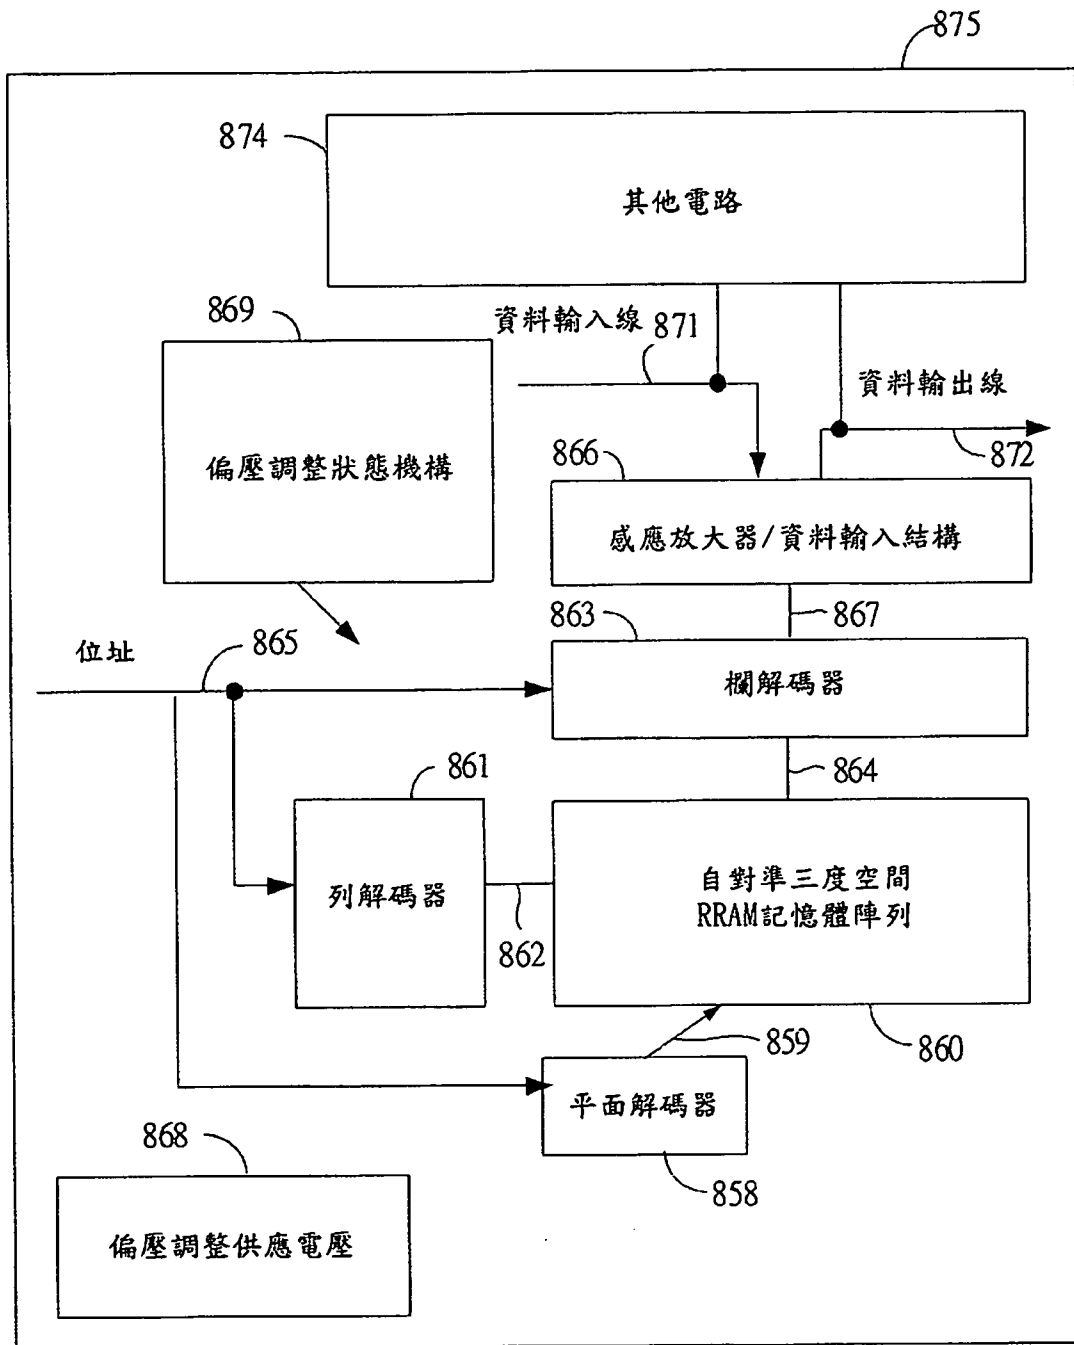 875
874
其他電路
869
資料輸入線
871
資料輸出線
872
偏壓調整狀態機構
866
感應放大器/資料輸入結構
863
867
位址
865
欄解碼器
861
864
列解碼器
862
自對準三度空間
RRAM記憶體陣列
859
860
平面解碼器
858
868
偏壓調整供應電壓